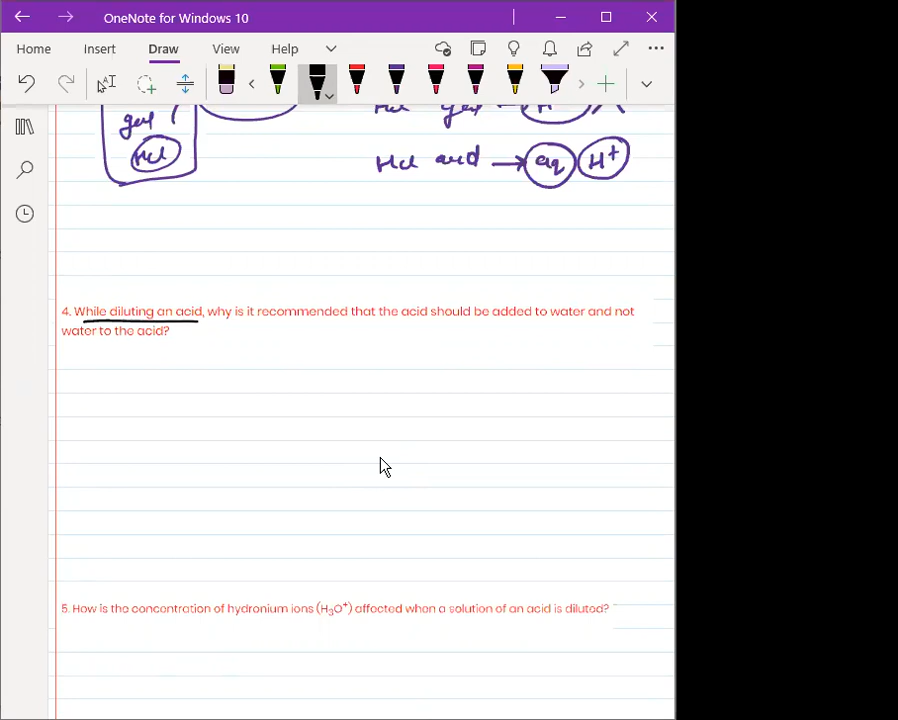 OneNote for Windows 10
Home Insert Draw View Help
gas
HCl
HCl gas
HCl acid → aq H+
4. While diluting an acid, why is it recommended that the acid should be added to water and not
water to the acid?
5. How is the concentration of hydronium ions (H₃O⁺) affected when a solution of an acid is diluted?